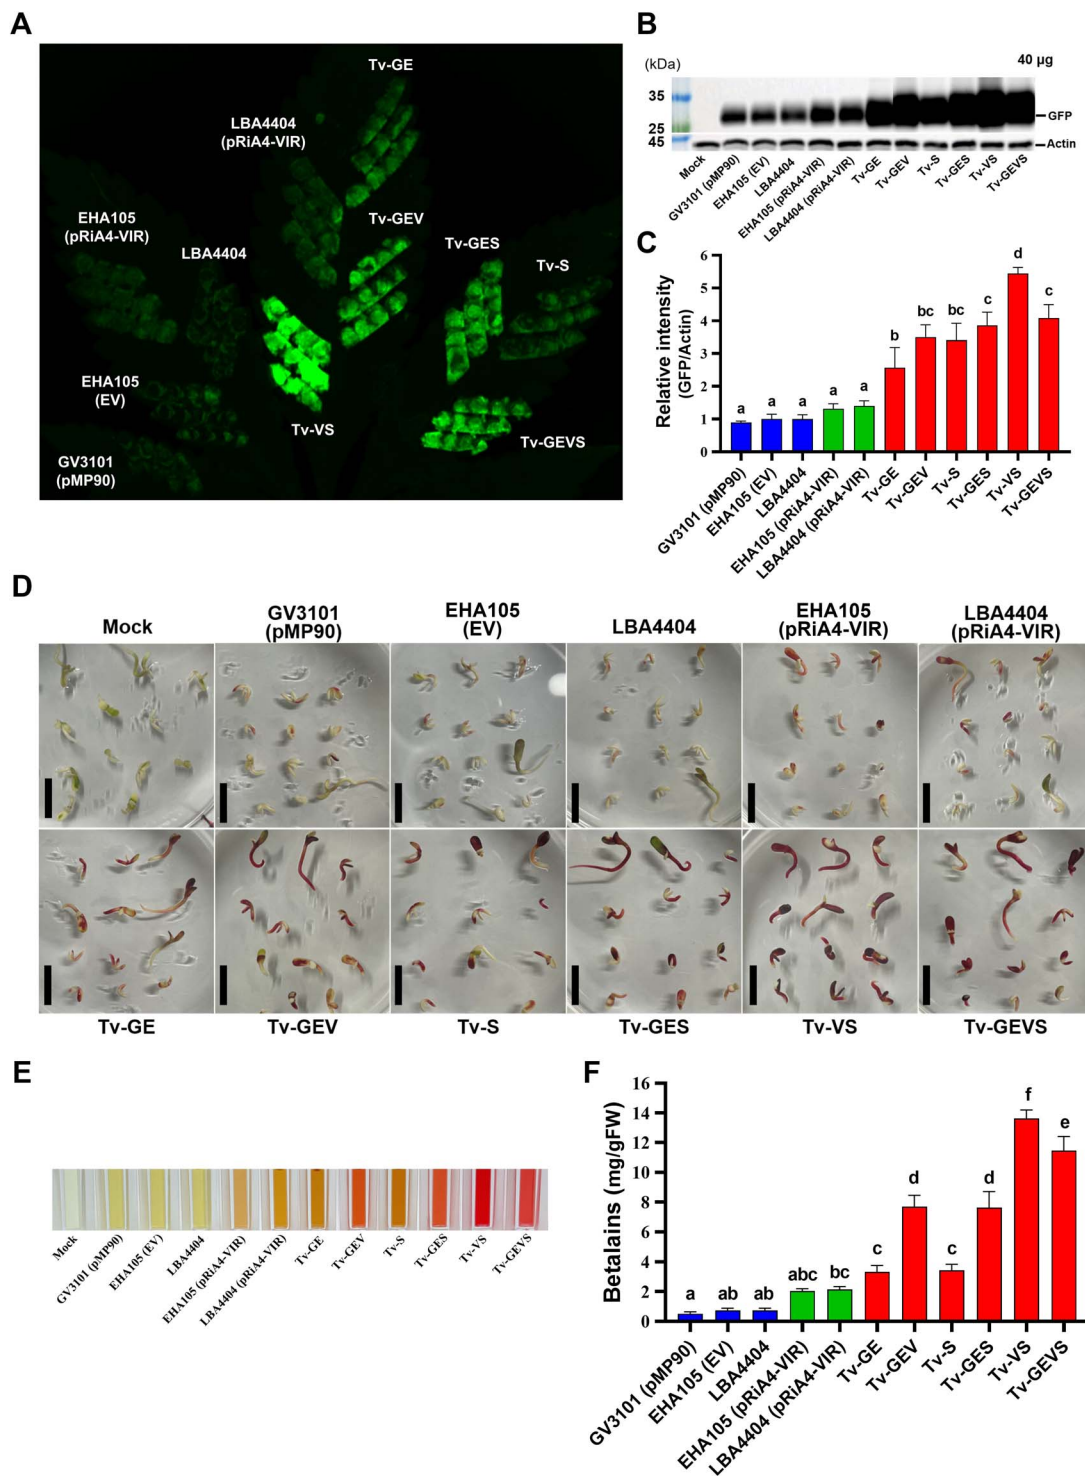 A
Tv-GE
LBA4404
(pRiA4-VIR)
EHA105
(pRiA4-VIR)
LBA4404
Tv-GEV
Tv-GES
Tv-S
EHA105
(EV)
Tv-VS
Tv-GEVS
GV3101
(pMP90)
B
(kDa)
40 µg
35
25
45
GFP
Actin
Mock
GV3101 (pMP90)
EHA105 (EV)
LBA4404
EHA105 (pRiA4-VIR)
LBA4404 (pRiA4-VIR)
Tv-GE
Tv-GEV
Tv-S
Tv-GES
Tv-VS
Tv-GEVS
C
Relative intensity
(GFP/Actin)
6
5
4
3
2
1
0
a
a
a
a
a
b
bc
bc
c
d
c
GV3101 (pMP90)
EHA105 (EV)
LBA4404
EHA105 (pRiA4-VIR)
LBA4404 (pRiA4-VIR)
Tv-GE
Tv-GEV
Tv-S
Tv-GES
Tv-VS
Tv-GEVS
D
Mock
GV3101
(pMP90)
EHA105
(EV)
LBA4404
EHA105
(pRiA4-VIR)
LBA4404
(pRiA4-VIR)
Tv-GE
Tv-GEV
Tv-S
Tv-GES
Tv-VS
Tv-GEVS
E
Mock
GV3101 (pMP90)
EHA105 (EV)
LBA4404
EHA105 (pRiA4-VIR)
LBA4404 (pRiA4-VIR)
Tv-GE
Tv-GEV
Tv-S
Tv-GES
Tv-VS
Tv-GEVS
F
Betalains (mg/gFW)
16
14
12
10
8
6
4
2
0
a
ab
ab
abc
bc
c
d
c
d
f
e
GV3101 (pMP90)
EHA105 (EV)
LBA4404
EHA105 (pRiA4-VIR)
LBA4404 (pRiA4-VIR)
Tv-GE
Tv-GEV
Tv-S
Tv-GES
Tv-VS
Tv-GEVS